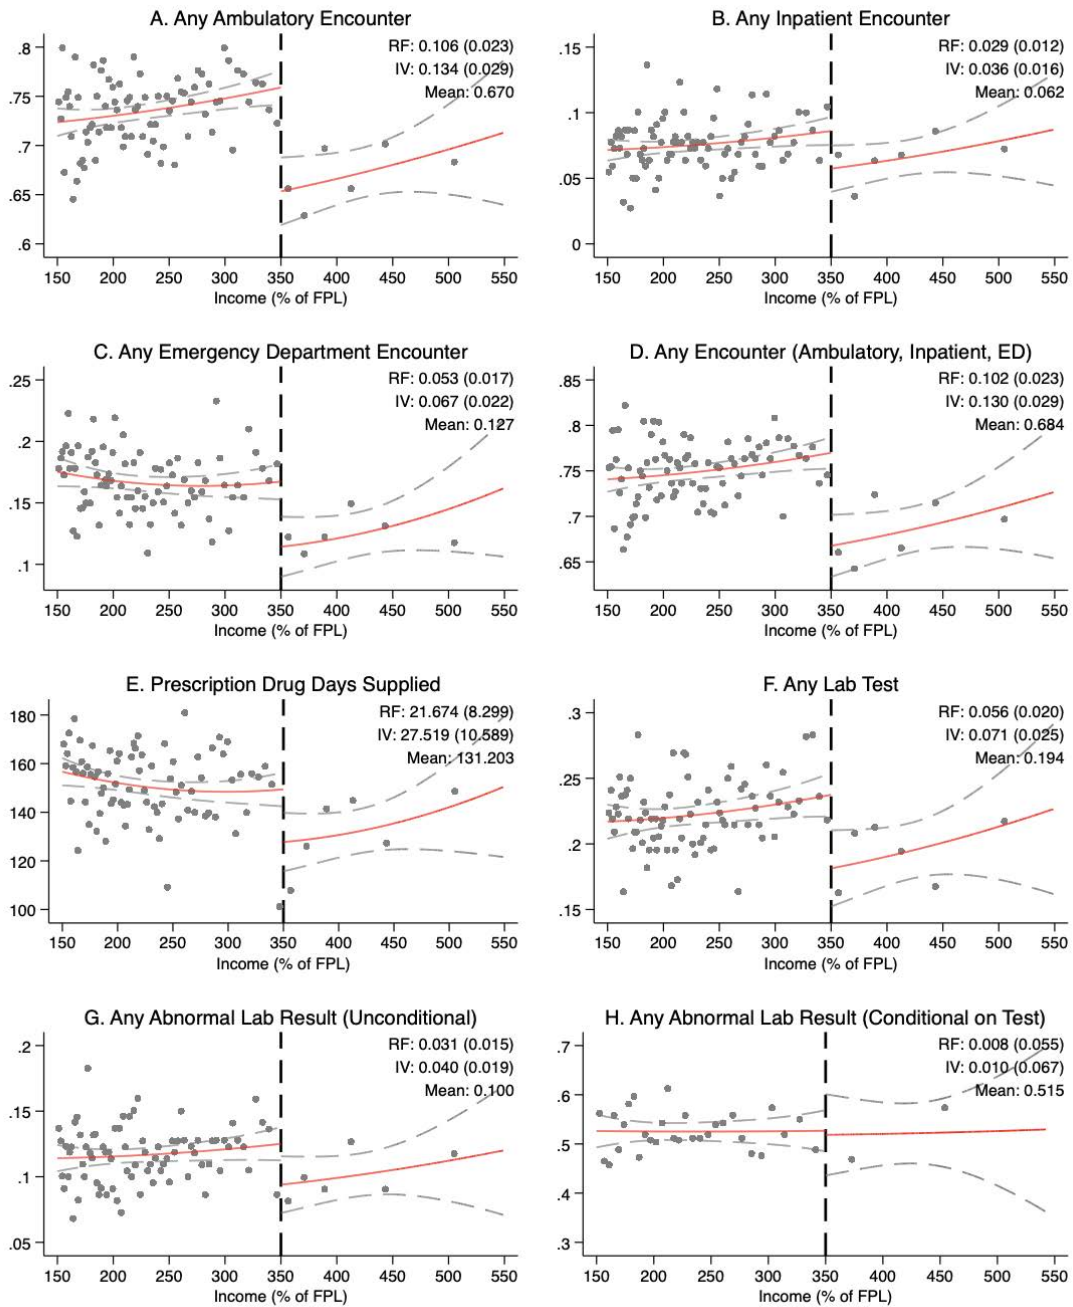 A. Any Ambulatory Encounter
RF: 0.106 (0.023)
IV: 0.134 (0.029)
Mean: 0.670
.8
.75
.7
.65
.6
150 200 250 300 350 400 450 500 550
Income (% of FPL)
B. Any Inpatient Encounter
RF: 0.029 (0.012)
IV: 0.036 (0.016)
Mean: 0.062
.15
.1
.05
0
150 200 250 300 350 400 450 500 550
Income (% of FPL)
C. Any Emergency Department Encounter
RF: 0.053 (0.017)
IV: 0.067 (0.022)
Mean: 0.127
.25
.2
.15
.1
150 200 250 300 350 400 450 500 550
Income (% of FPL)
D. Any Encounter (Ambulatory, Inpatient, ED)
RF: 0.102 (0.023)
IV: 0.130 (0.029)
Mean: 0.684
.85
.8
.75
.7
.65
150 200 250 300 350 400 450 500 550
Income (% of FPL)
E. Prescription Drug Days Supplied
RF: 21.674 (8.299)
IV: 27.519 (10.589)
Mean: 131.203
180
160
140
120
100
150 200 250 300 350 400 450 500 550
Income (% of FPL)
F. Any Lab Test
RF: 0.056 (0.020)
IV: 0.071 (0.025)
Mean: 0.194
.3
.25
.2
.15
150 200 250 300 350 400 450 500 550
Income (% of FPL)
G. Any Abnormal Lab Result (Unconditional)
RF: 0.031 (0.015)
IV: 0.040 (0.019)
Mean: 0.100
.2
.15
.1
.05
150 200 250 300 350 400 450 500 550
Income (% of FPL)
H. Any Abnormal Lab Result (Conditional on Test)
RF: 0.008 (0.055)
IV: 0.010 (0.067)
Mean: 0.515
.7
.6
.5
.4
.3
150 200 250 300 350 400 450 500 550
Income (% of FPL)